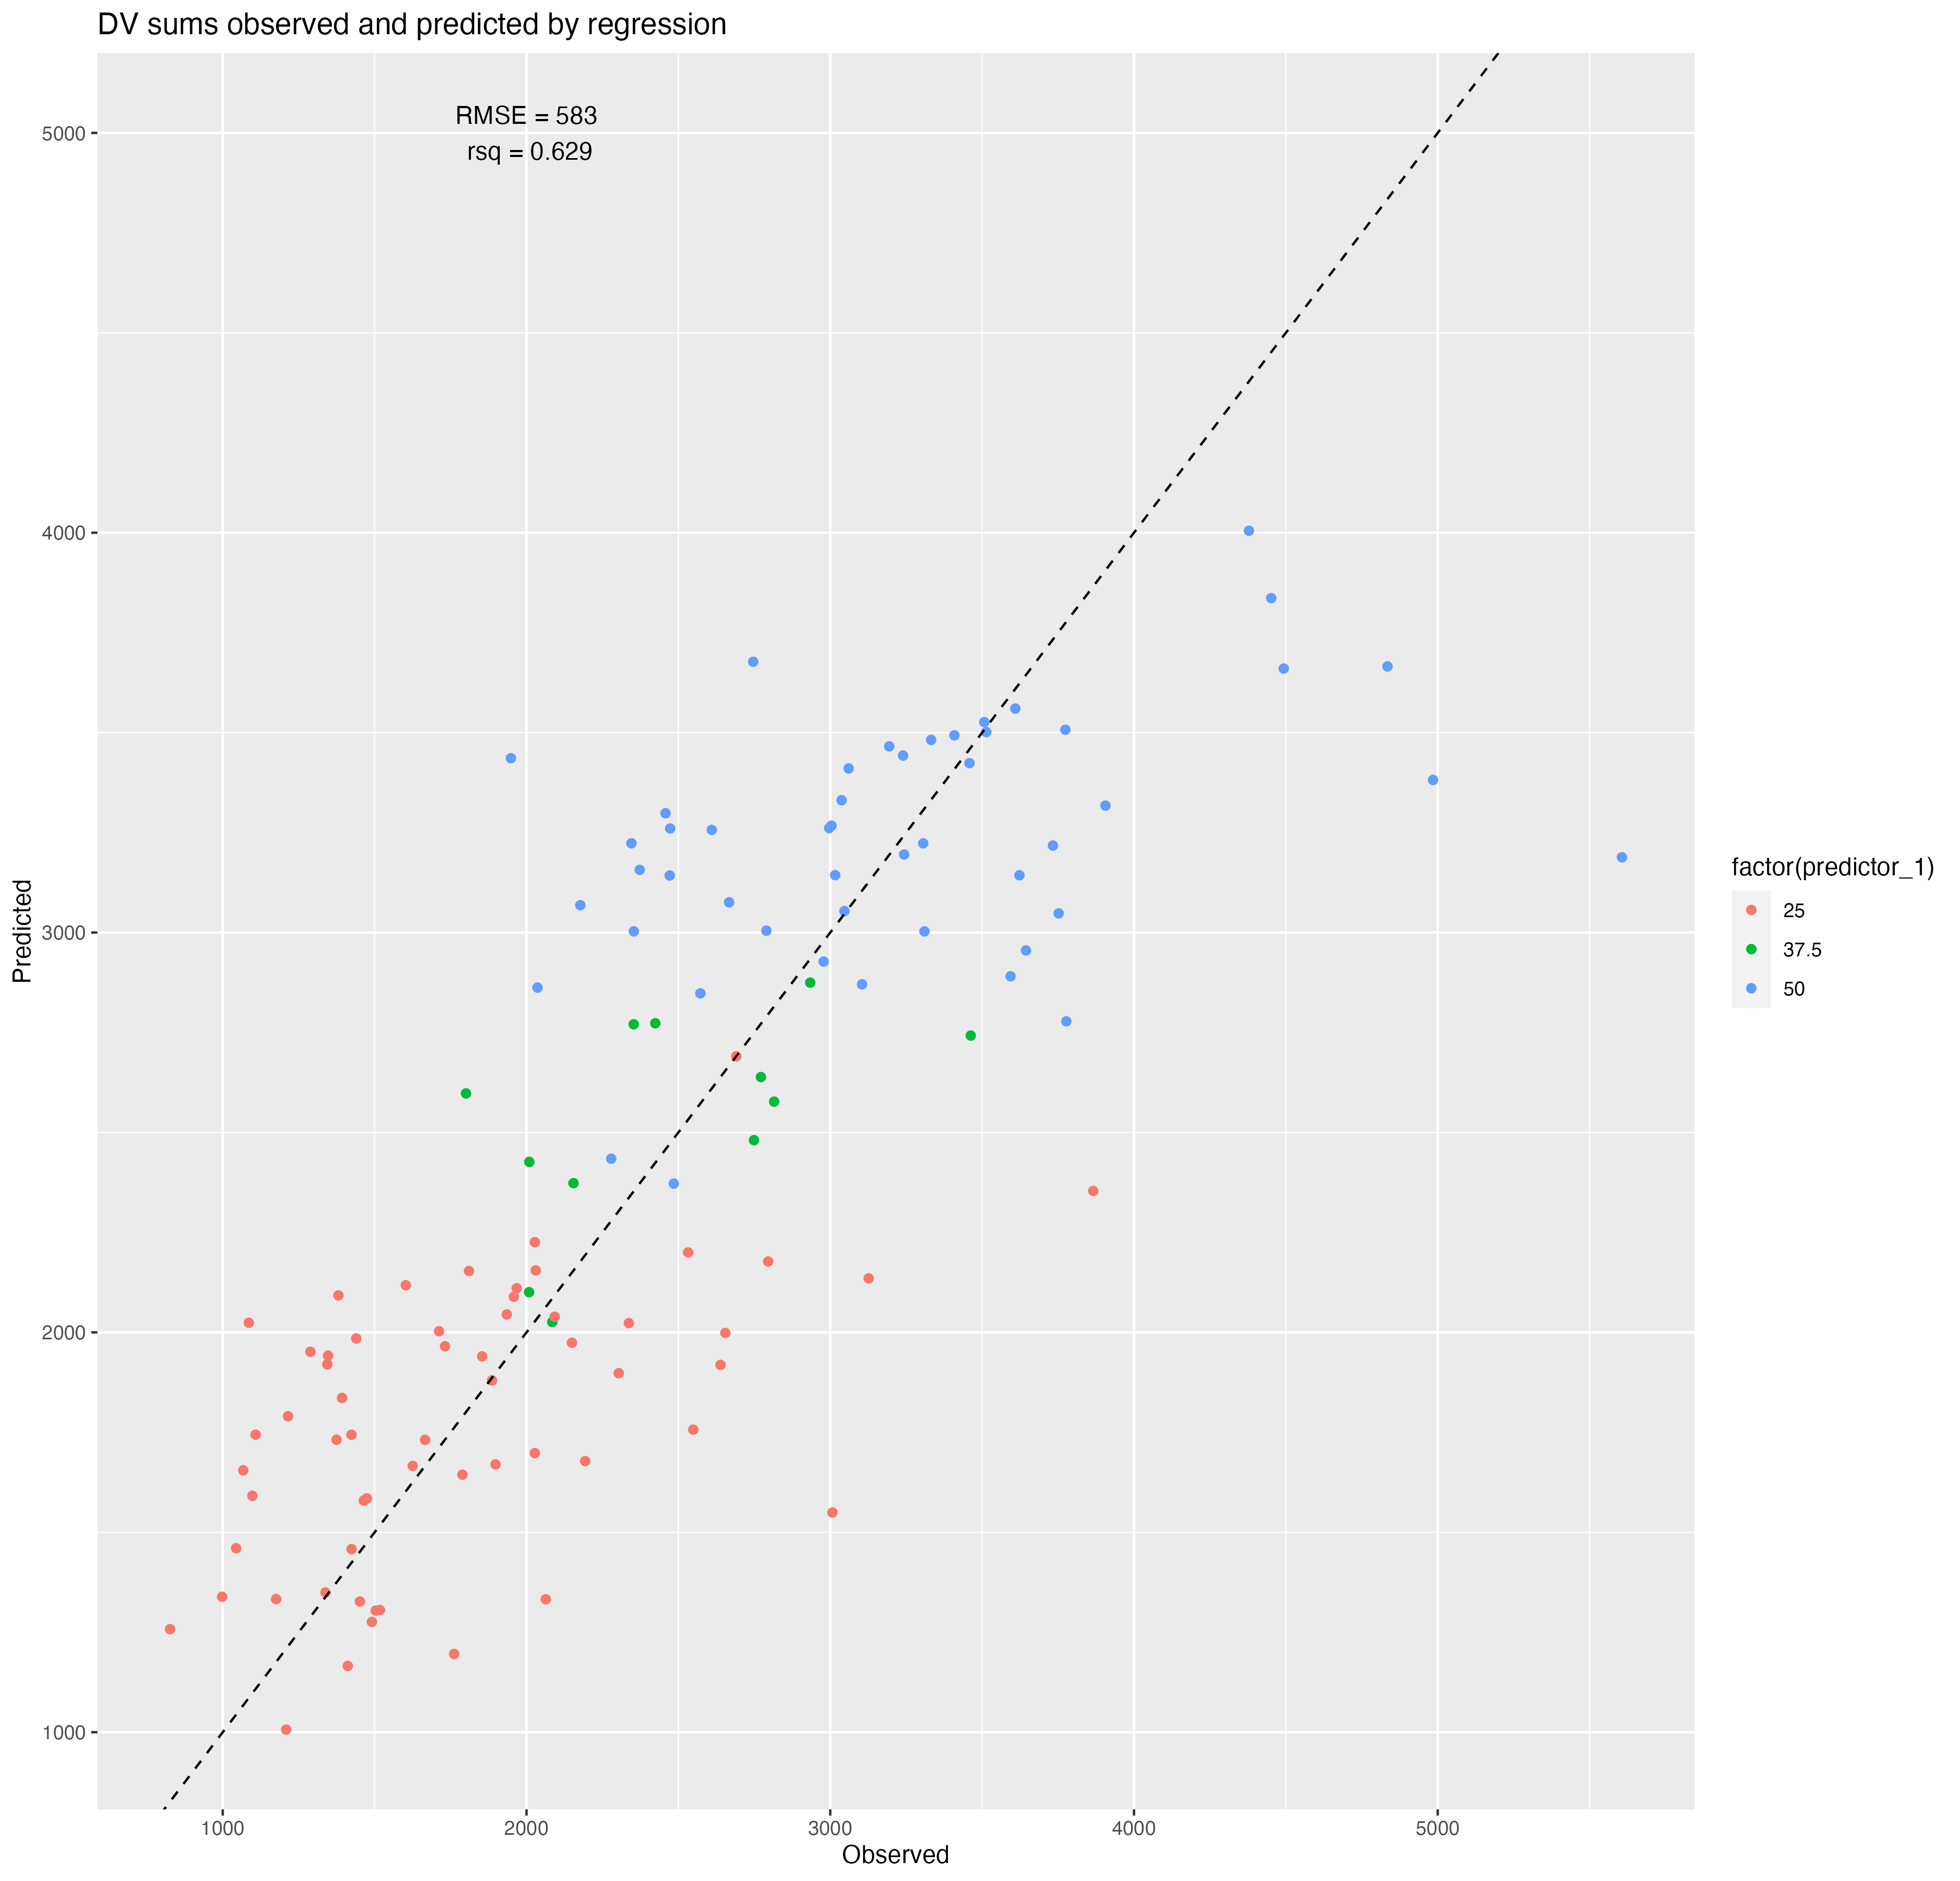 DV sums observed and predicted by regression
RMSE = 583
rsq = 0.629
5000
4000
3000
2000
1000
Predicted
1000 2000 3000 4000 5000
Observed
factor(predictor_1)
25
37.5
50